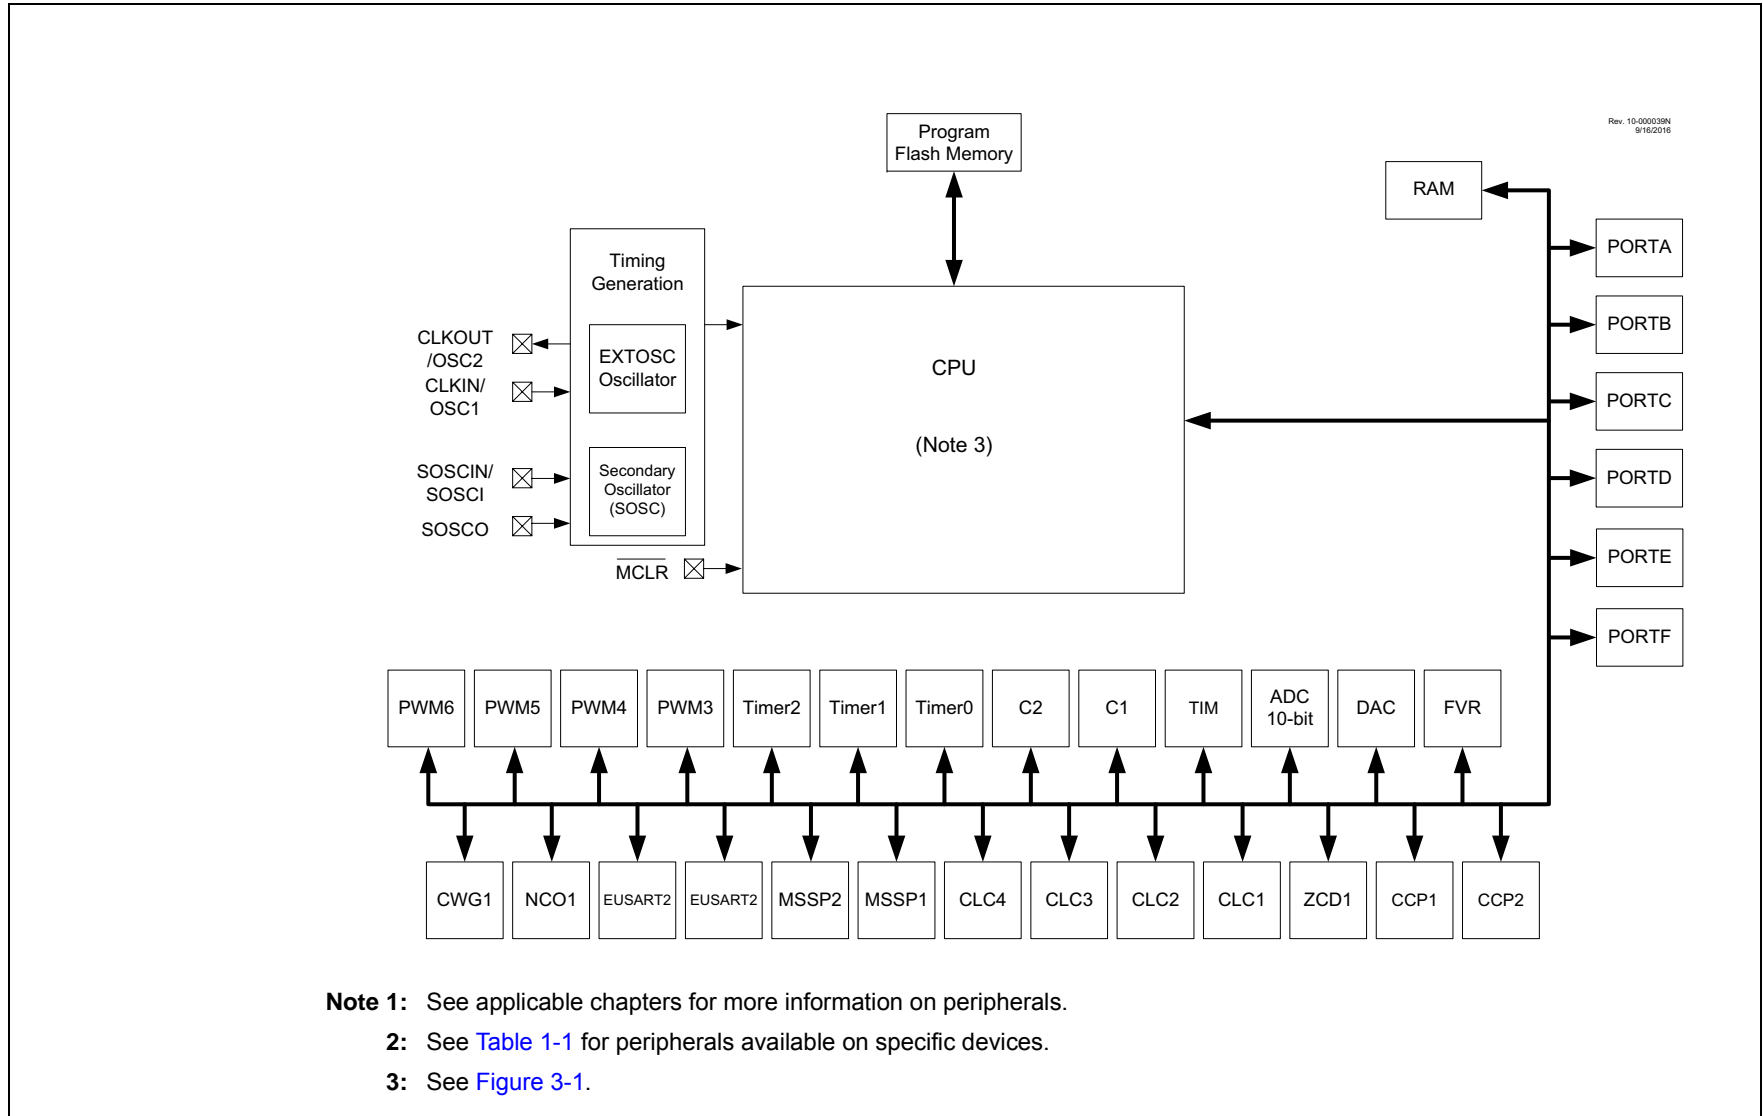 Program
Flash Memory
Rev. 10-000039N
9/16/2016
RAM
PORTA
PORTB
PORTC
PORTD
PORTE
PORTF
Timing
Generation
EXTOSC
Oscillator
Secondary
Oscillator
(SOSC)
CLKOUT
/OSC2
CLKIN/
OSC1
SOSCIN/
SOSCI
SOSCO
MCLR
CPU
(Note 3)
PWM6
PWM5
PWM4
PWM3
Timer2
Timer1
Timer0
C2
C1
TIM
ADC
10-bit
DAC
FVR
CWG1
NCO1
EUSART2
EUSART2
MSSP2
MSSP1
CLC4
CLC3
CLC2
CLC1
ZCD1
CCP1
CCP2
Note 1: See applicable chapters for more information on peripherals.
2: See Table 1-1 for peripherals available on specific devices.
3: See Figure 3-1.